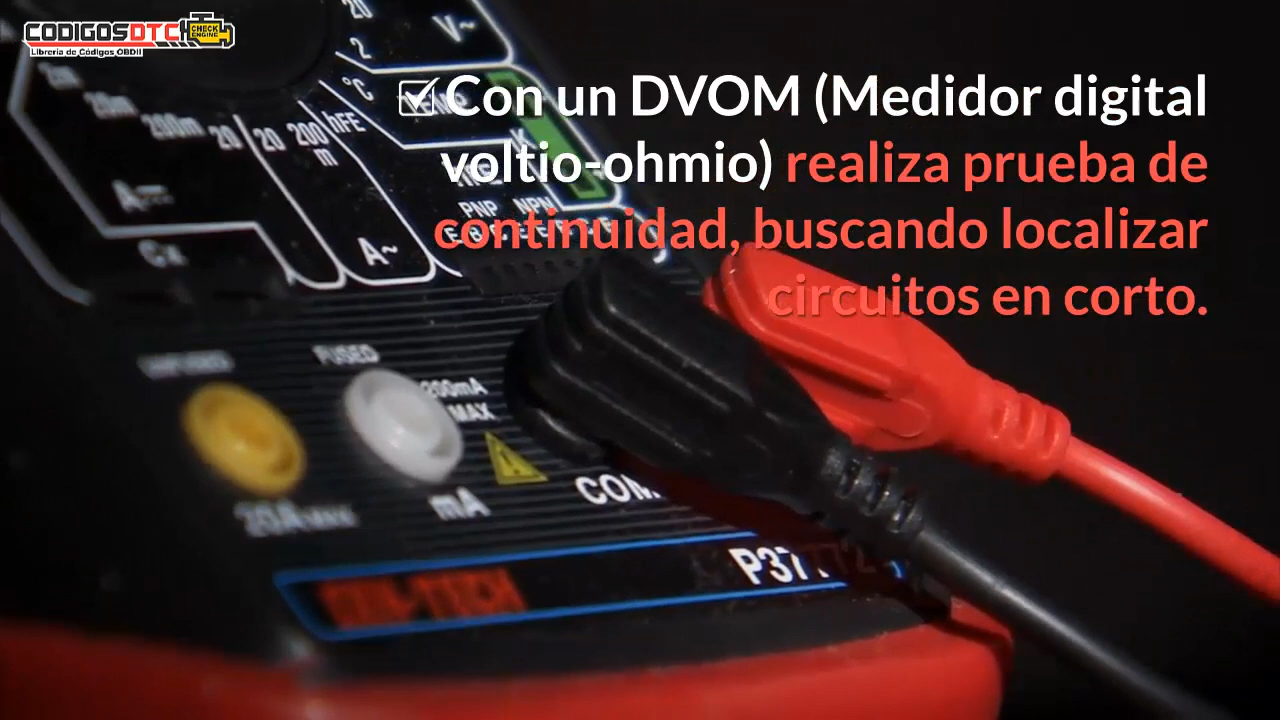 CODIGOSDTC
CHECK ENGINE
Librería de Códigos OBDII
☑Con un DVOM (Medidor digital
voltio-ohmio) realiza prueba de
continuidad, buscando localizar
circuitos en corto.
20
2
V~
°C
2m
20m
200m
20
20
200
m
hFE
A
A~
Cx
K
PNP NPN
FUSED
200mA
MAX
20A MAX
mA
COM